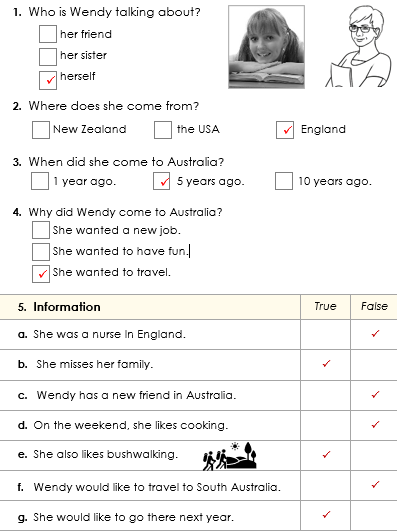 1. Who is Wendy talking about?
her friend
her sister
herself
2. Where does she come from?
New Zealand the USA England
3. When did she come to Australia?
1 year ago. 5 years ago. 10 years ago.
4. Why did Wendy come to Australia?
She wanted a new job.
She wanted to have fun.
She wanted to travel.
5. Information True False
a. She was a nurse in England.
b. She misses her family.
c. Wendy has a new friend in Australia.
d. On the weekend, she likes cooking.
e. She also likes bushwalking.
f. Wendy would like to travel to South Australia.
g. She would like to go there next year.